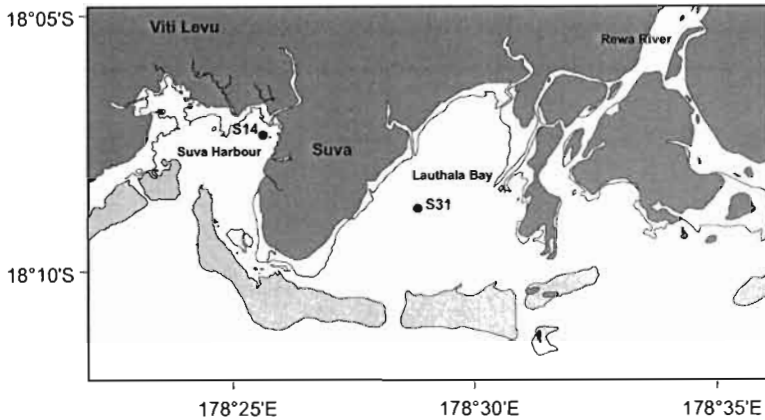 18°05'S
Viti Levu
Rewa River
S14
Suva Harbour
Suva
Lauthala Bay
S31
18°10'S
178°25'E
178°30'E
178°35'E